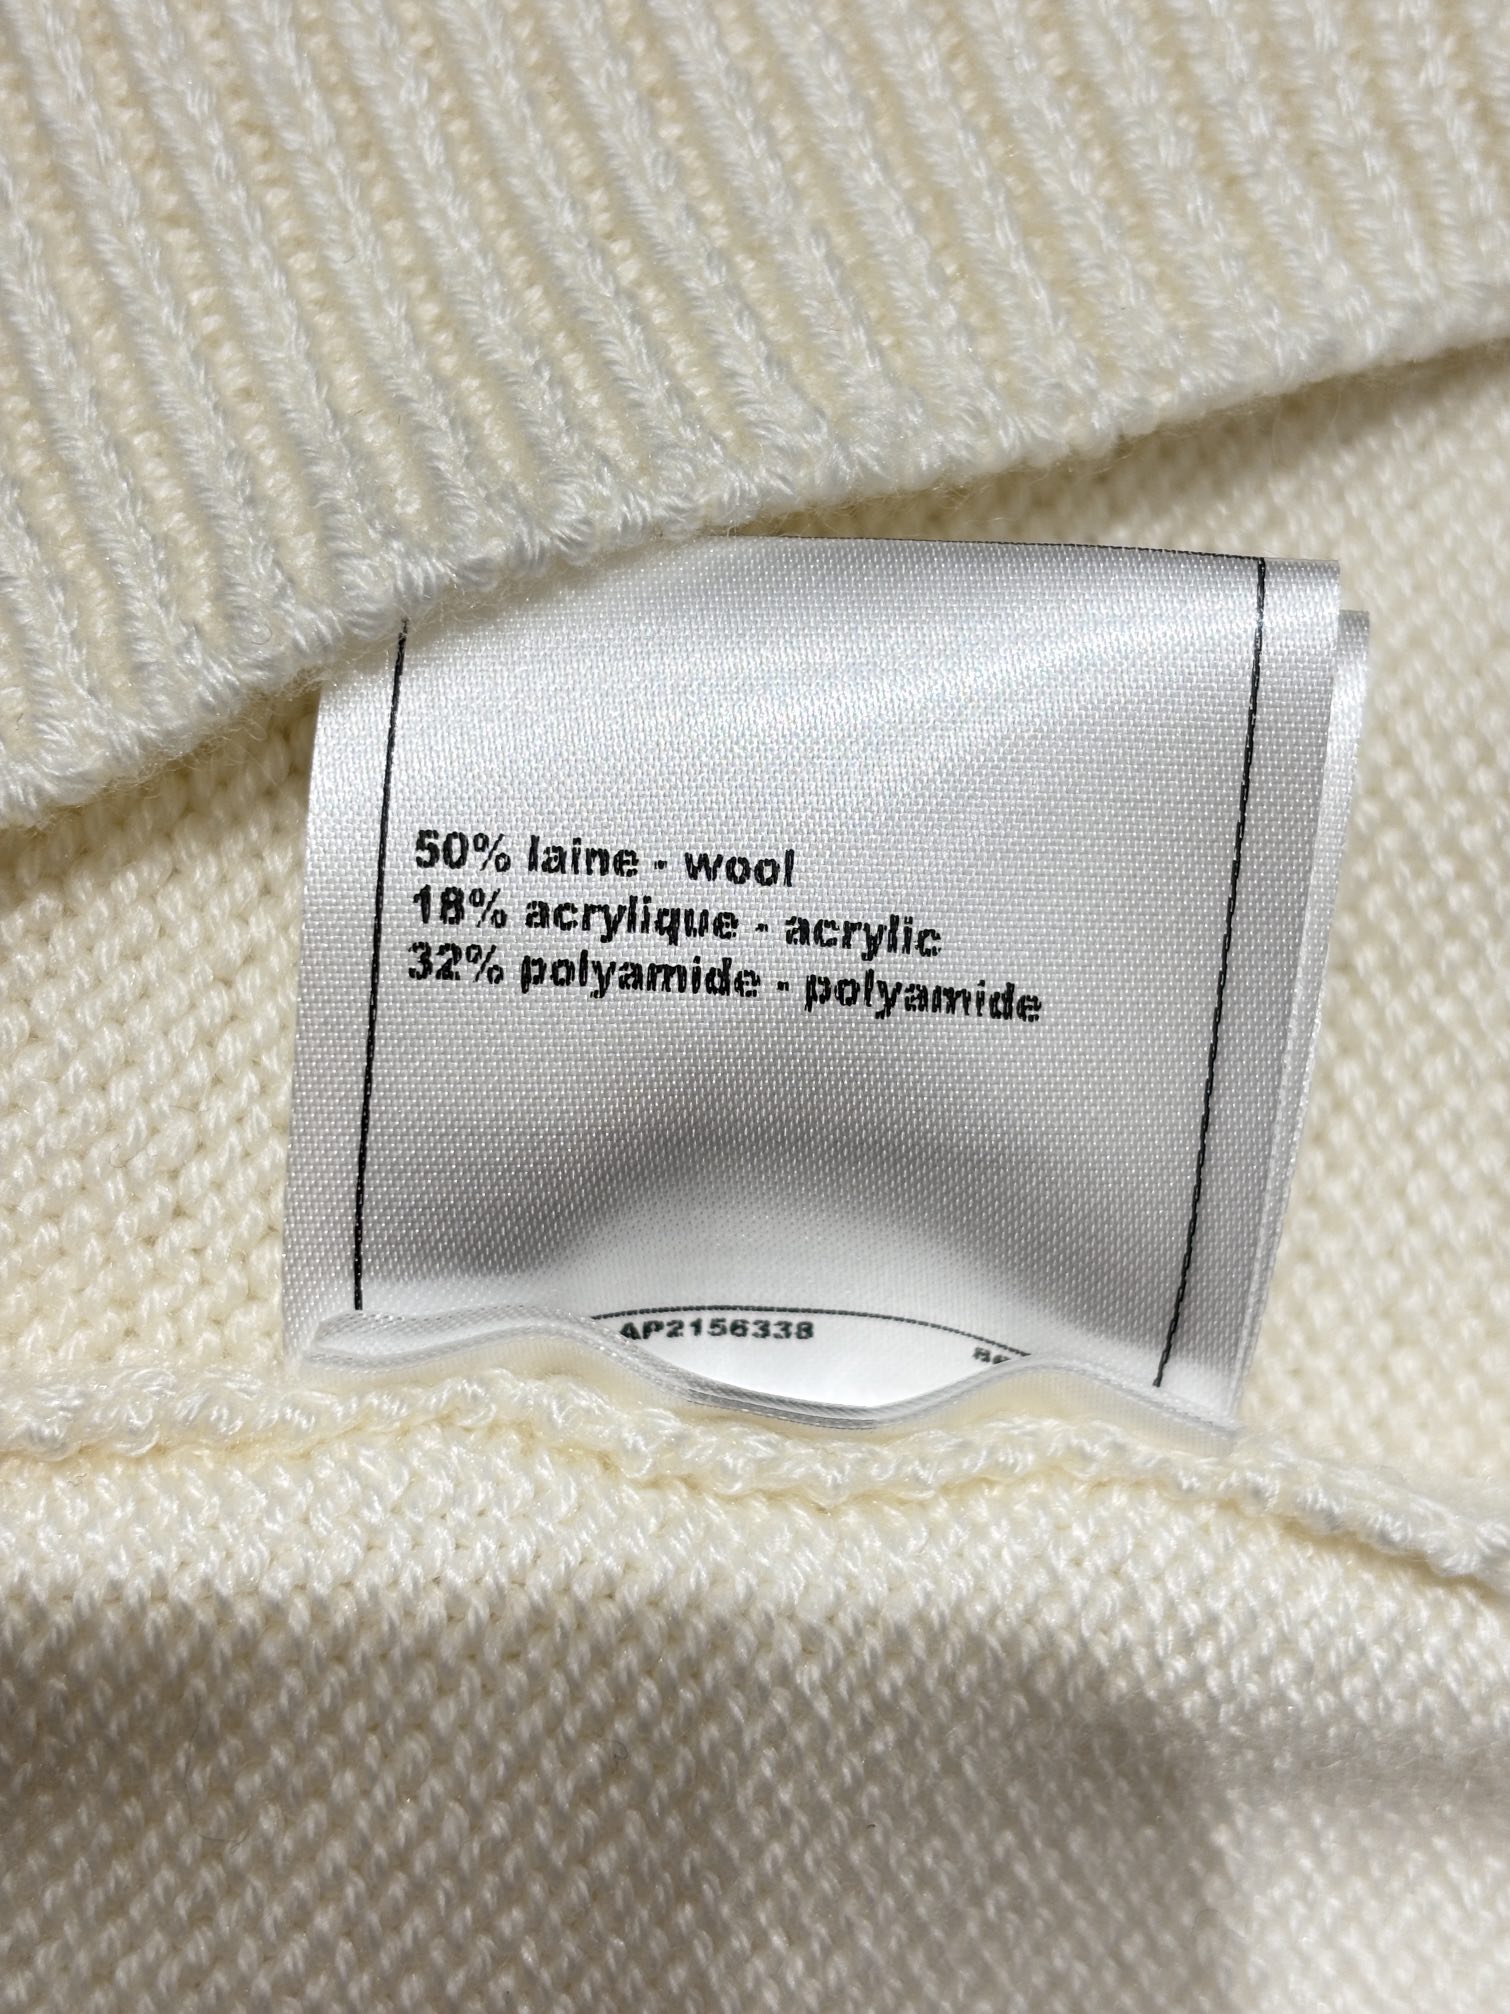 50% laine - wool
18% acrylique - acrylic
32% polyamide - polyamide
AP2156338